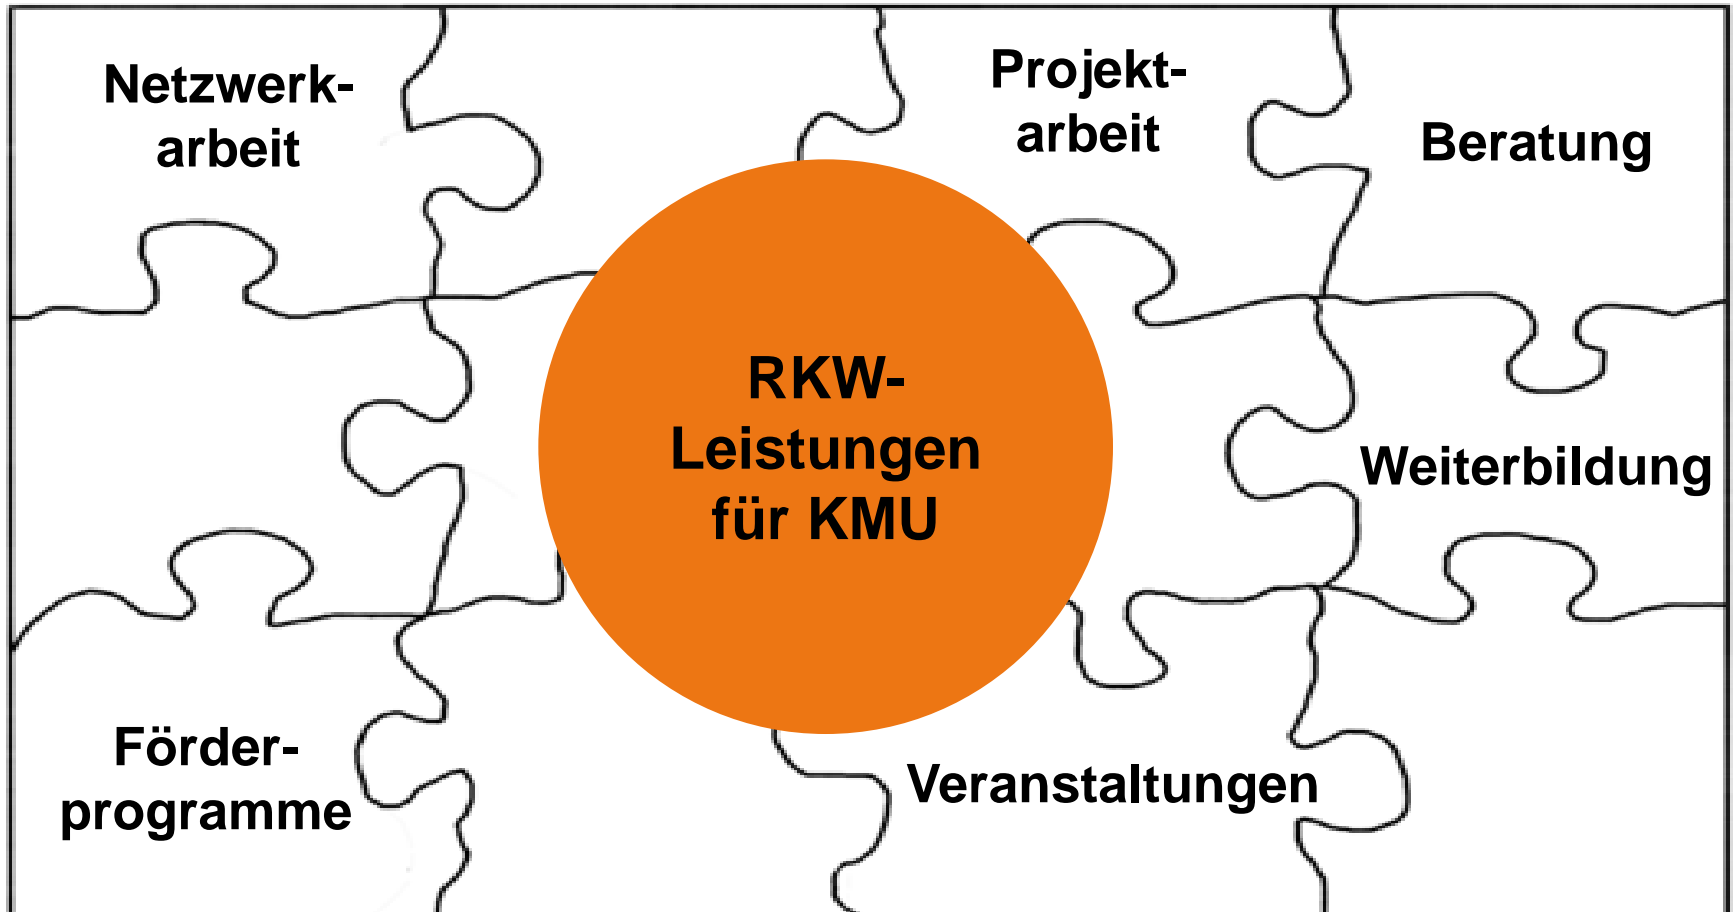 Netzwerk-
arbeit
Projekt-
arbeit
Beratung
RKW-
Leistungen
für KMU
Weiterbildung
Förder-
programme
Veranstaltungen